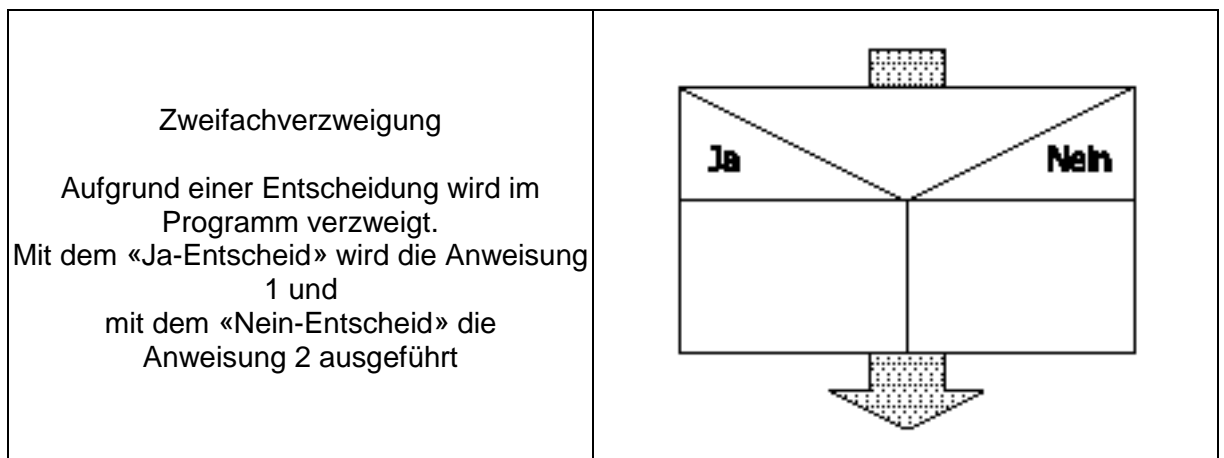 Zweifachverzweigung
Aufgrund einer Entscheidung wird im
Programm verzweigt.
Mit dem «Ja-Entscheid» wird die Anweisung
1 und
mit dem «Nein-Entscheid» die
Anweisung 2 ausgeführt
Ja
Nein